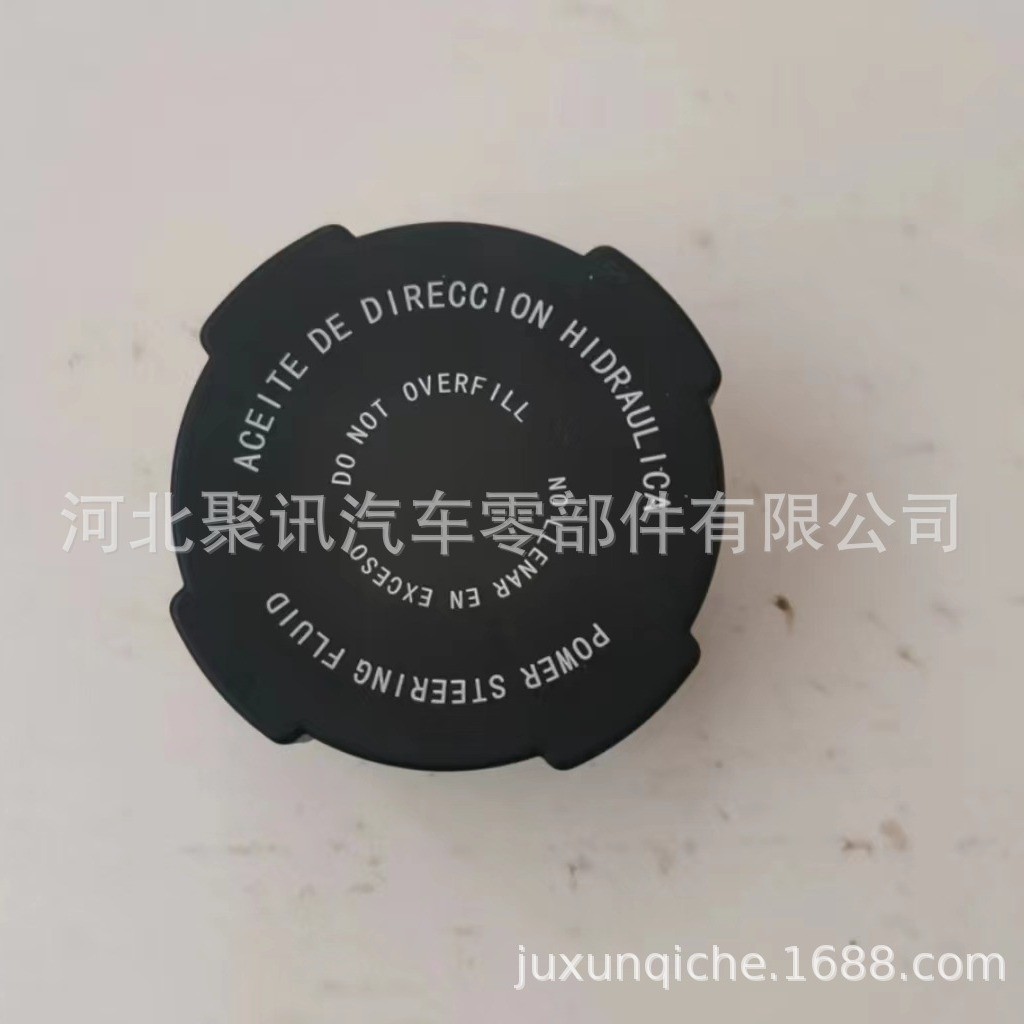 ACEITE DE DIRECCION HIDRAULICA
DO NOT OVERFILL
NO LLENAR EN EXCESO
POWER STEERING FLUID
河北聚讯汽车零部件有限公司
juxunqiche.1688.com